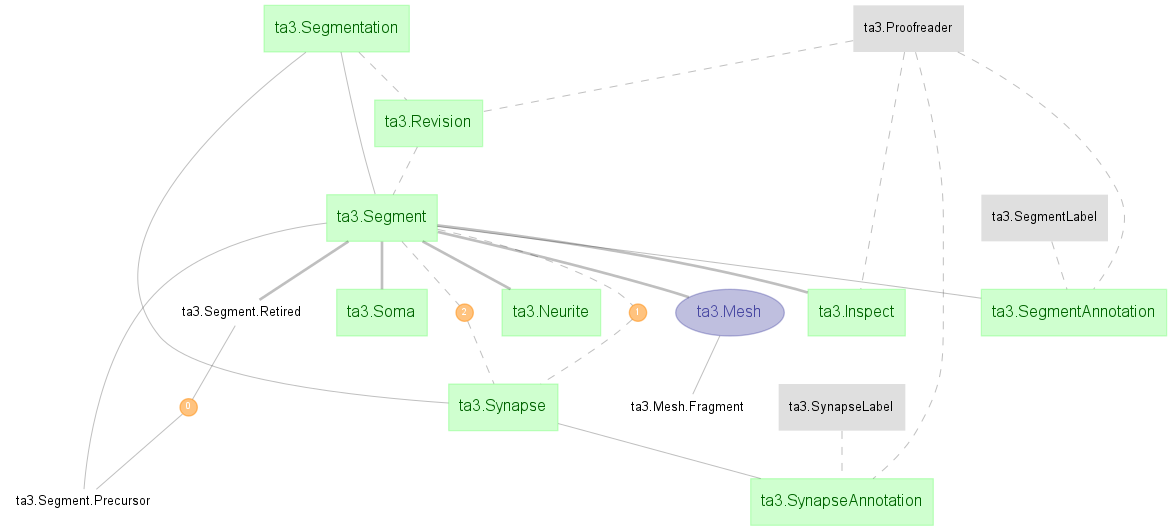 ta3.Segmentation
ta3.Proofreader
ta3.Revision
ta3.Segment
ta3.SegmentLabel
ta3.Segment.Retired
ta3.Soma
2
ta3.Neurite
1
ta3.Mesh
ta3.Inspect
ta3.SegmentAnnotation
0
ta3.Synapse
ta3.Mesh.Fragment
ta3.SynapseLabel
ta3.Segment.Precursor
ta3.SynapseAnnotation